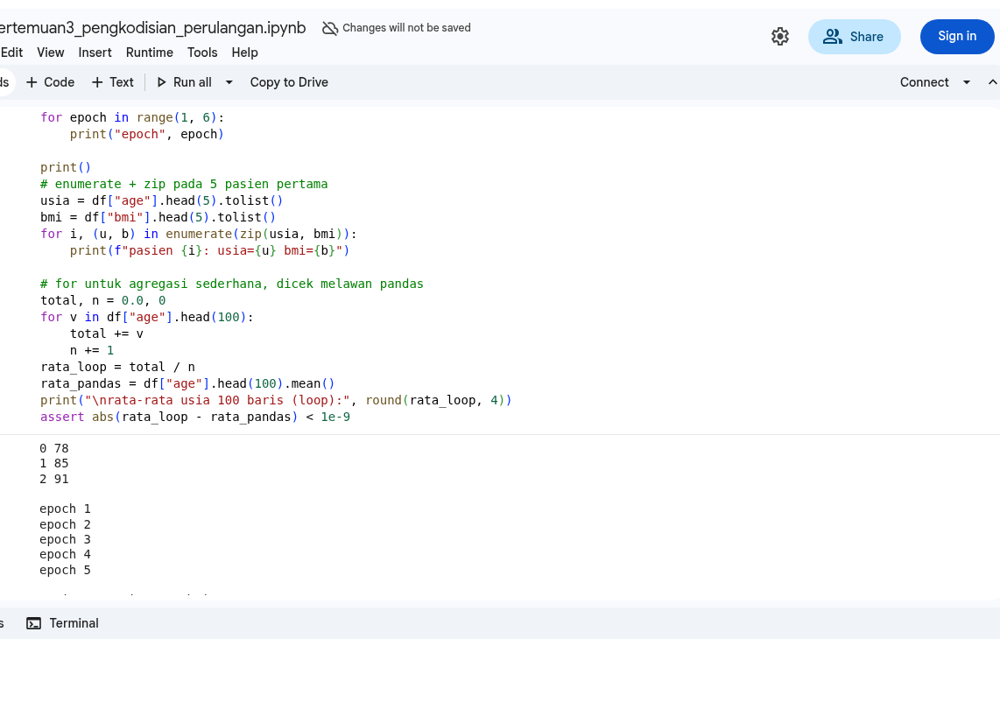 ertemuan3_pengkodisian_perulangan.ipynb Changes will not be saved
Share
Sign in
Edit View Insert Runtime Tools Help
ds + Code + Text Run all Copy to Drive Connect
for epoch in range(1, 6):
    print("epoch", epoch)
print()
# enumerate + zip pada 5 pasien pertama
usia = df["age"].head(5).tolist()
bmi = df["bmi"].head(5).tolist()
for i, (u, b) in enumerate(zip(usia, bmi)):
    print(f"pasien {i}: usia={u} bmi={b}")
# for untuk agregasi sederhana, dicek melawan pandas
total, n = 0.0, 0
for v in df["age"].head(100):
    total += v
    n += 1
rata_loop = total / n
rata_pandas = df["age"].head(100).mean()
print("\nrata-rata usia 100 baris (loop):", round(rata_loop, 4))
assert abs(rata_loop - rata_pandas) < 1e-9
0 78
1 85
2 91
epoch 1
epoch 2
epoch 3
epoch 4
epoch 5
s Terminal